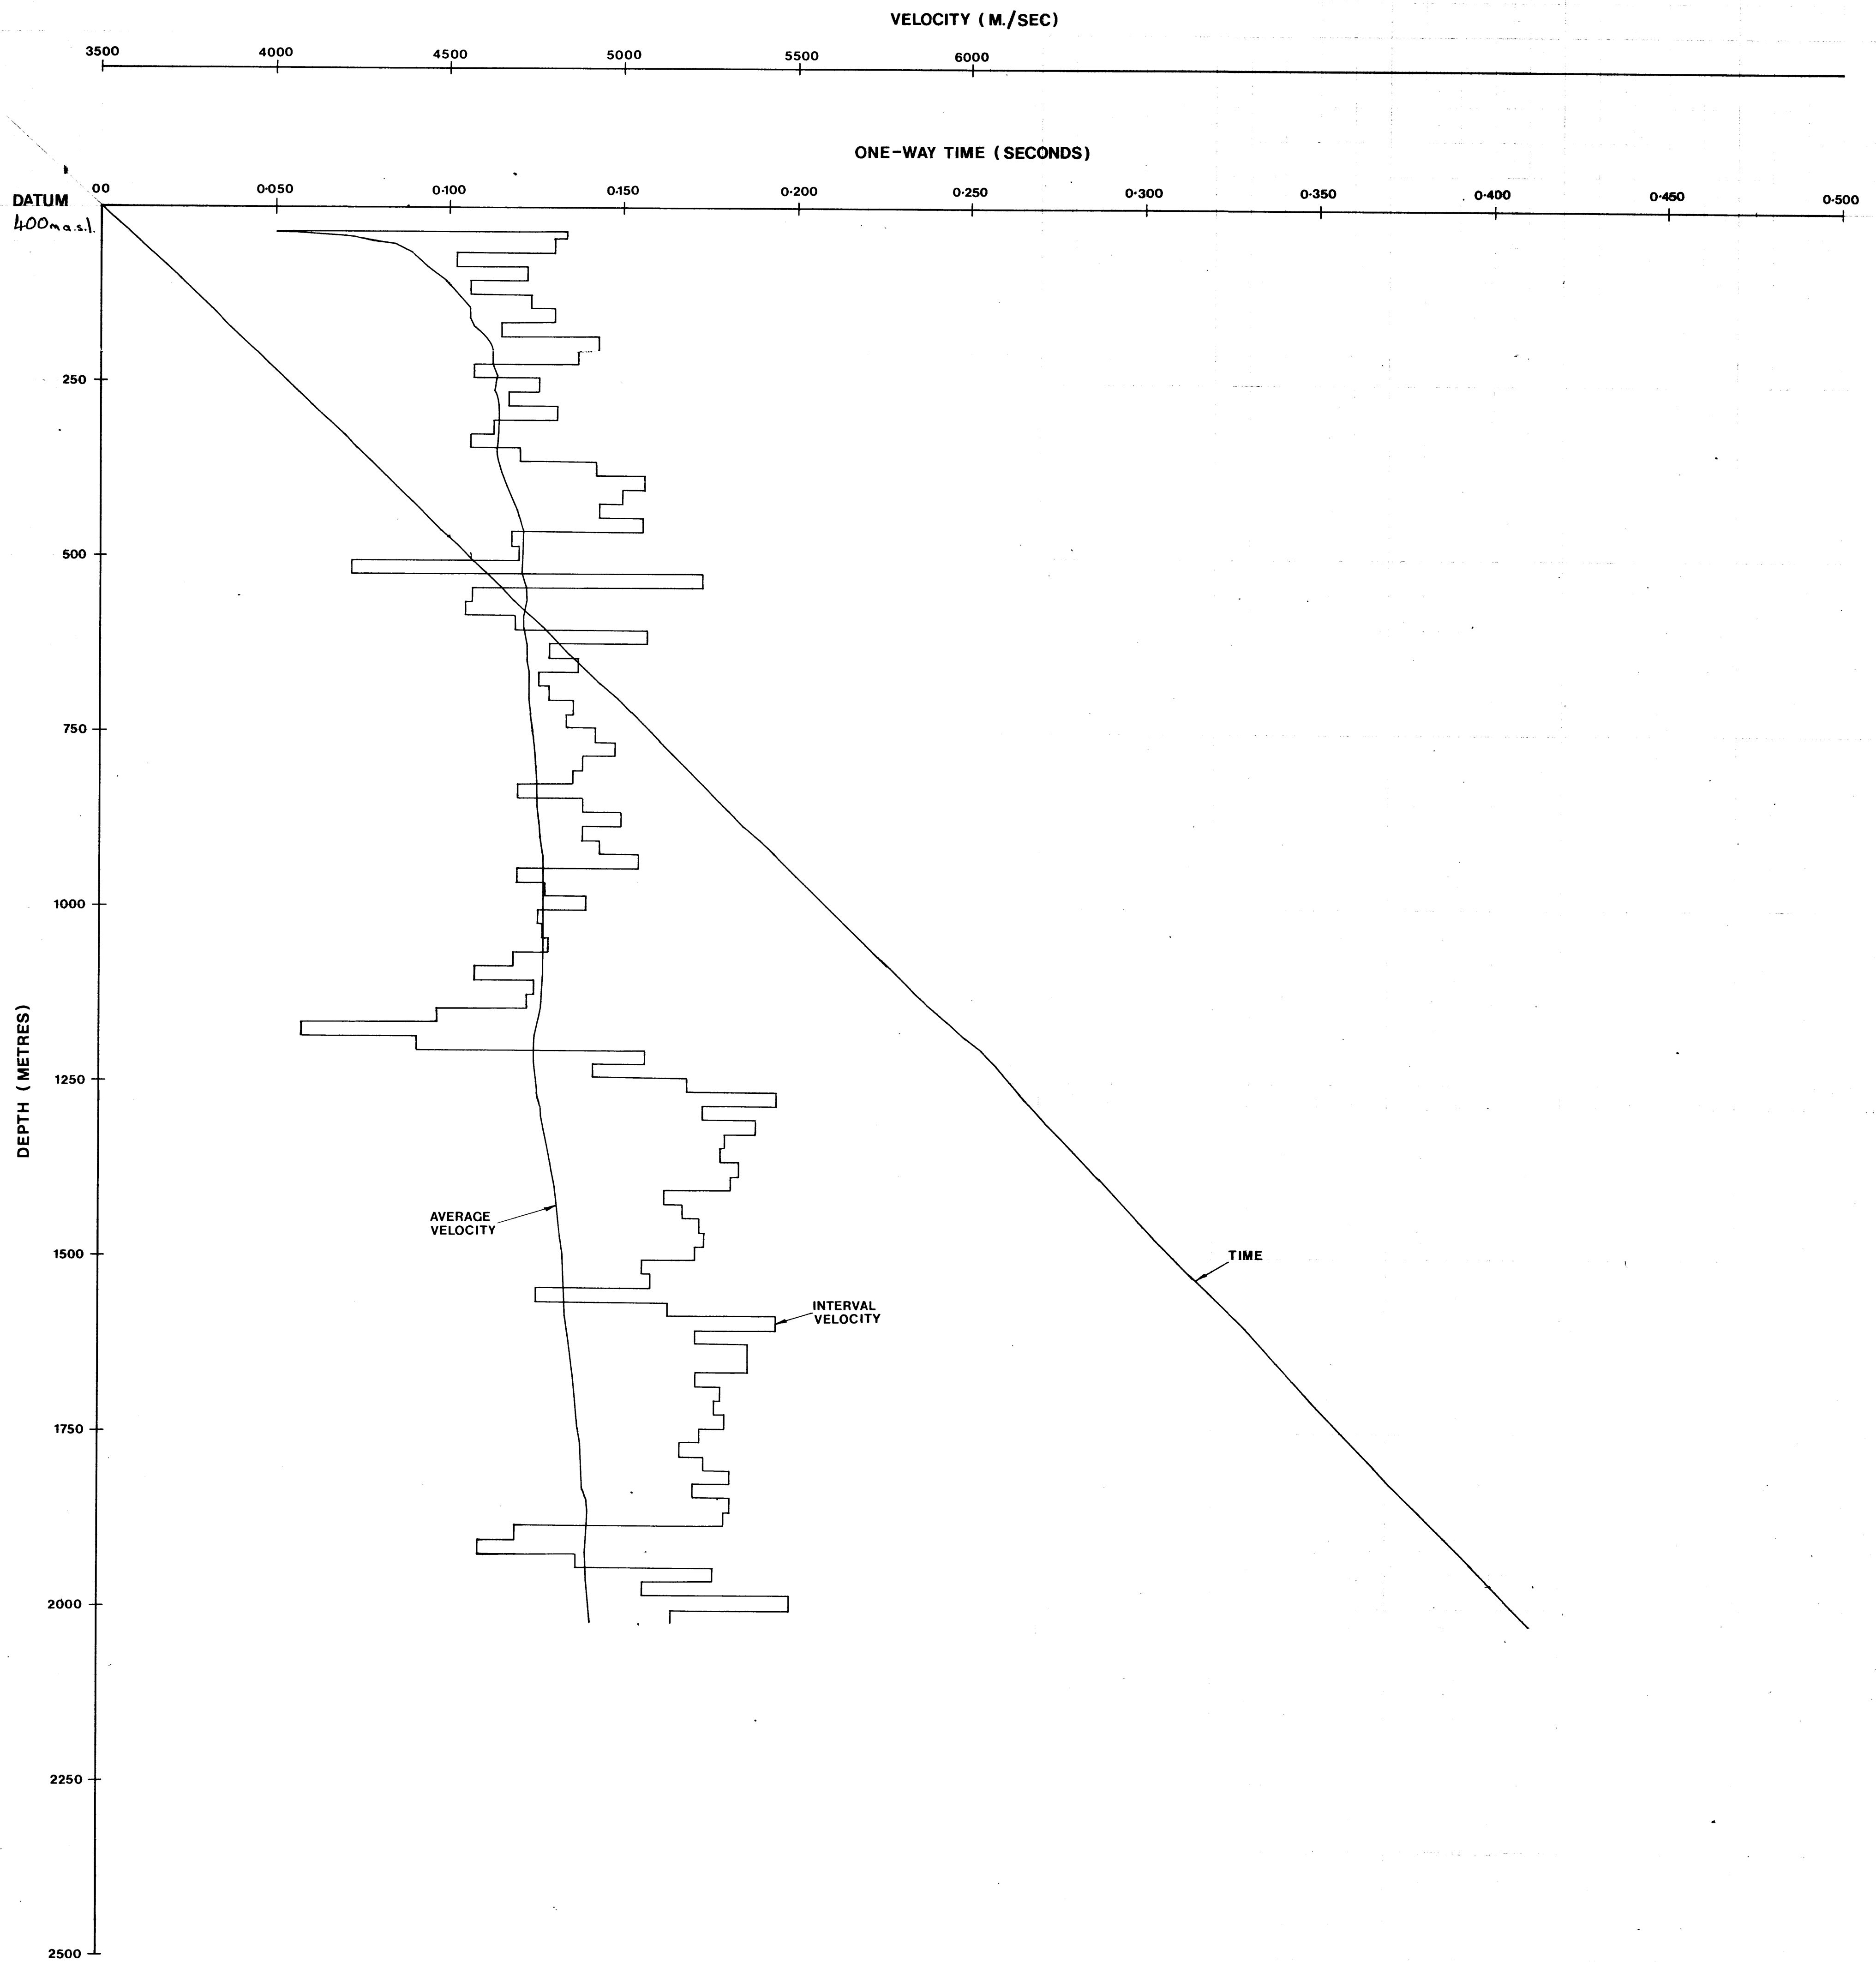 VELOCITY (M./SEC)
3500 4000 4500 5000 5500 6000
ONE-WAY TIME (SECONDS)
00 0·050 0·100 0·150 0·200 0·250 0·300 0·350 0·400 0·450 0·500
DATUM
400 m a.s.l.
250
500
750
1000
DEPTH (METRES)
1250
AVERAGE
VELOCITY
1500
TIME
INTERVAL
VELOCITY
1750
2000
2250
2500